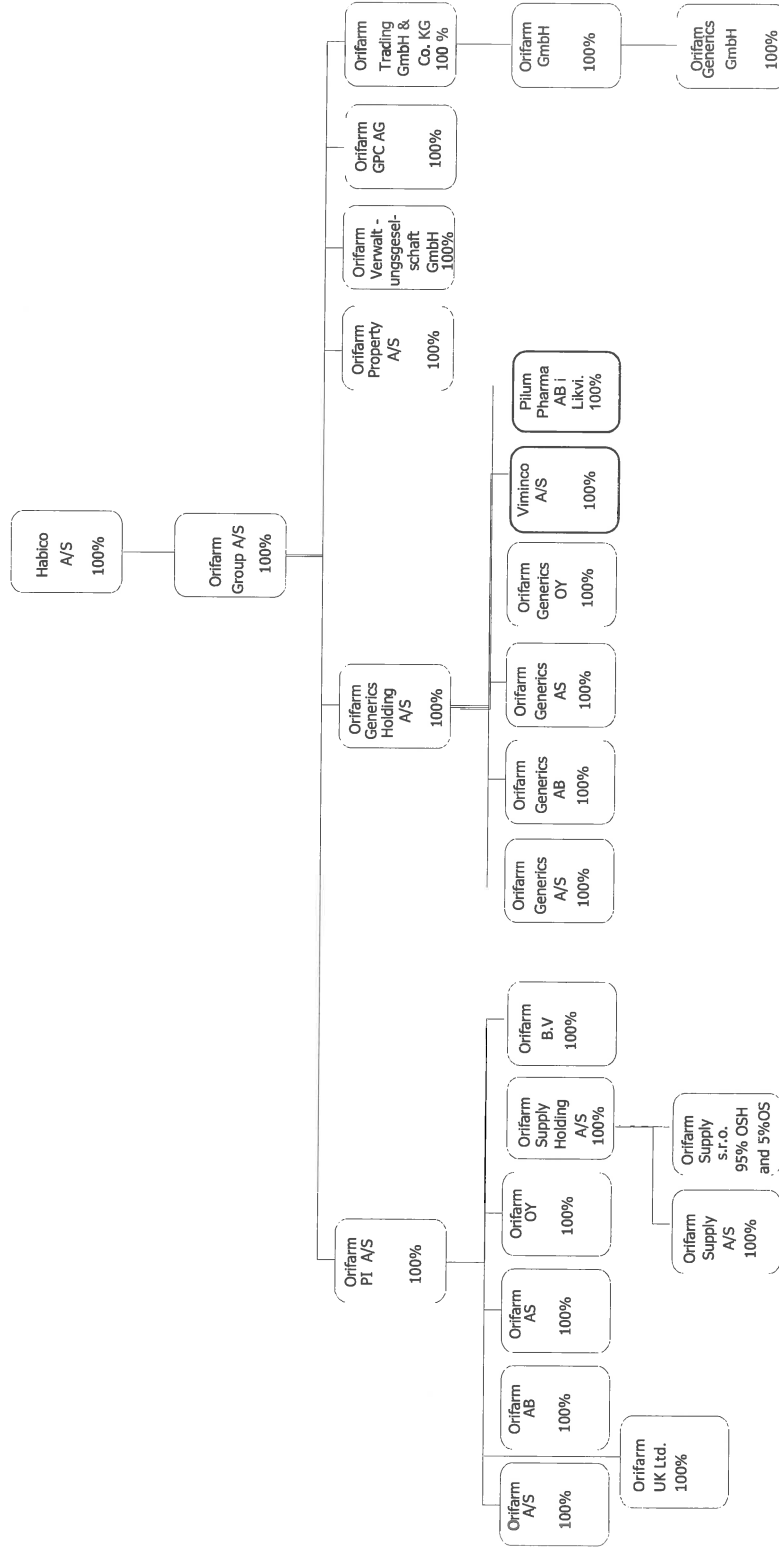 Habico
A/S
100%
Orifarm
Group A/S
100%
Orifarm
PI A/S
100%
Orifarm
Generics
Holding
A/S
100%
Orifarm
Property
A/S
100%
Orifarm
Verwalt -
ungsgesel-
schaft
GmbH
100%
Orifarm
GPC AG
100%
Orifarm
Trading
GmbH &
Co. KG
100 %
Orifarm
A/S
100%
Orifarm
AB
100%
Orifarm
AS
100%
Orifarm
OY
100%
Orifarm
Supply
Holding
A/S
100%
Orifarm
B.V
100%
Orifarm
Generics
A/S
100%
Orifarm
Generics
AB
100%
Orifarm
Generics
AS
100%
Orifarm
Generics
OY
100%
Viminco
A/S
100%
Pilum
Pharma
AB i
Likvi.
100%
Orifarm
GmbH
100%
Orifarm
UK Ltd.
100%
Orifarm
Supply
A/S
100%
Orifarm
Supply
s.r.o.
95% OSH
and 5%OS
Orifam
Generics
GmbH
100%